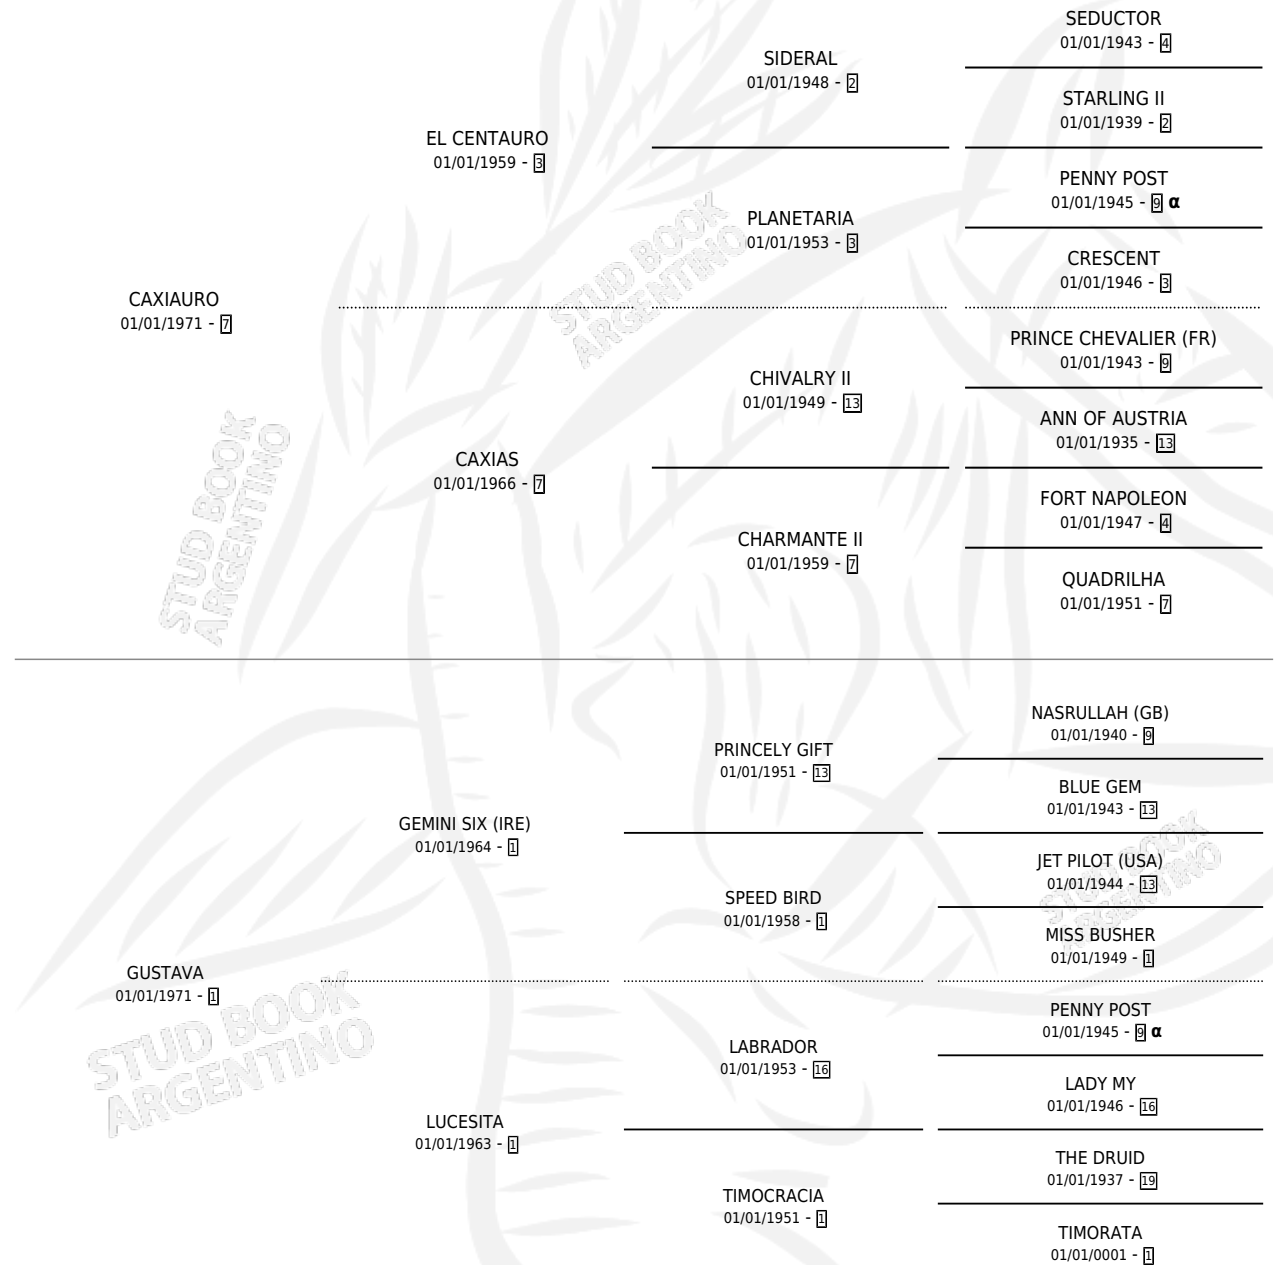 SEDUCTOR
01/01/1943 - 4
SIDERAL
01/01/1948 - 2
STARLING II
01/01/1939 - 2
EL CENTAURO
01/01/1959 - 3
PENNY POST
01/01/1945 - 9 α
PLANETARIA
01/01/1953 - 3
CRESCENT
01/01/1946 - 3
CAXIAURO
01/01/1971 - 7
PRINCE CHEVALIER (FR)
01/01/1943 - 9
CHIVALRY II
01/01/1949 - 13
ANN OF AUSTRIA
01/01/1935 - 13
CAXIAS
01/01/1966 - 7
FORT NAPOLEON
01/01/1947 - 4
CHARMANTE II
01/01/1959 - 7
QUADRILHA
01/01/1951 - 7
NASRULLAH (GB)
01/01/1940 - 9
PRINCELY GIFT
01/01/1951 - 13
BLUE GEM
01/01/1943 - 13
GEMINI SIX (IRE)
01/01/1964 - 1
JET PILOT (USA)
01/01/1944 - 13
SPEED BIRD
01/01/1958 - 1
MISS BUSHER
01/01/1949 - 1
GUSTAVA
01/01/1971 - 1
PENNY POST
01/01/1945 - 9 α
LABRADOR
01/01/1953 - 16
LADY MY
01/01/1946 - 16
LUCESITA
01/01/1963 - 1
THE DRUID
01/01/1937 - 19
TIMOCRACIA
01/01/1951 - 1
TIMORATA
01/01/0001 - 1
STUD BOOK
ARGENTINO
STUD BOOK
ARGENTINO
STUD BOOK
ARGENTINO
STUD BOOK
ARGENTINO